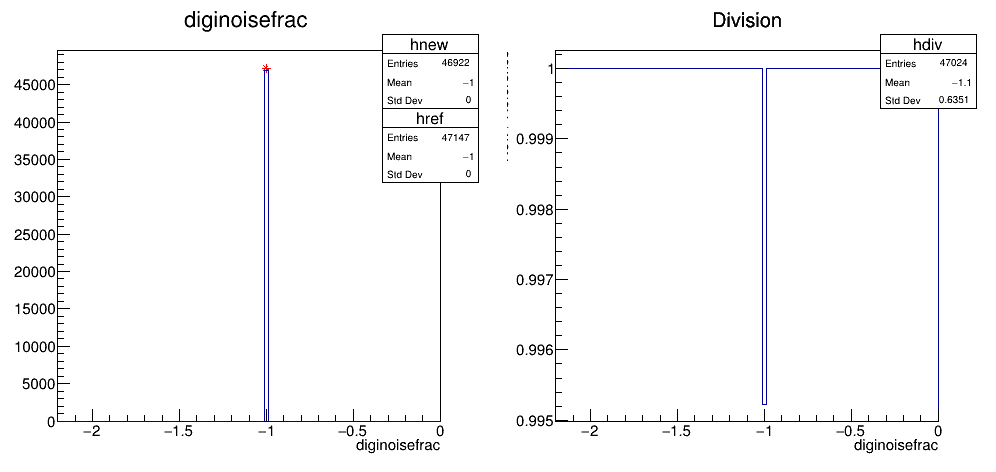 diginoisefrac
hnew
Entries 46922
Mean −1
Std Dev 0
href
Entries 47147
Mean −1
Std Dev 0
45000
40000
35000
30000
25000
20000
15000
10000
5000
0
−2 −1.5 −1 −0.5 0
diginoisefrac
Division
hdiv
Entries 47024
Mean −1.1
Std Dev 0.6351
1
0.999
0.998
0.997
0.996
0.995
−2 −1.5 −1 −0.5 0
diginoisefrac